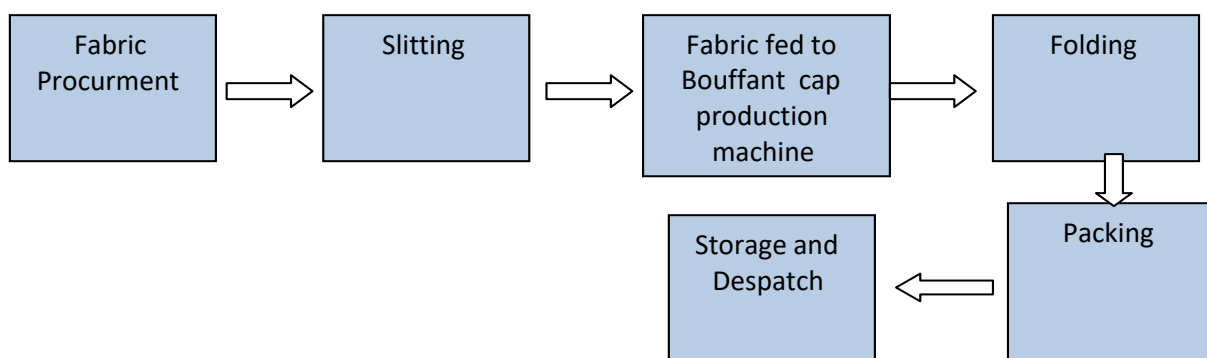 Fabric
Procurment
Slitting
Fabric fed to
Bouffant cap
production
machine
Folding
Packing
Storage and
Despatch